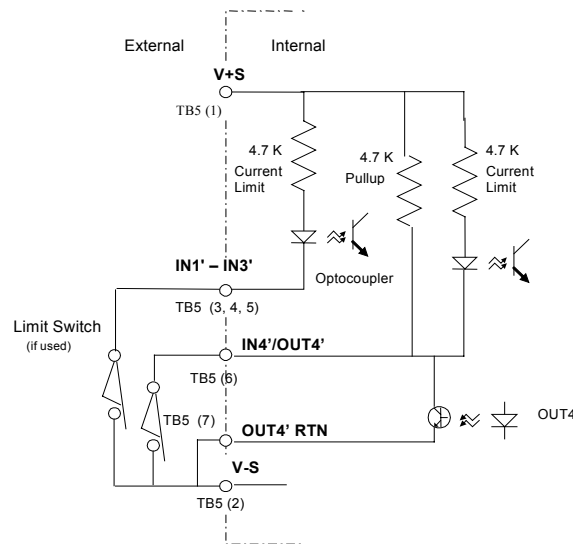 External
Internal
V+S
TB5 (1)
4.7 K
Current
Limit
4.7 K
Pullup
4.7 K
Current
Limit
IN1' – IN3'
Optocoupler
TB5 (3, 4, 5)
Limit Switch
(if used)
IN4'/OUT4'
TB5 (6)
TB5 (7)
OUT4' RTN
OUT4
V-S
TB5 (2)